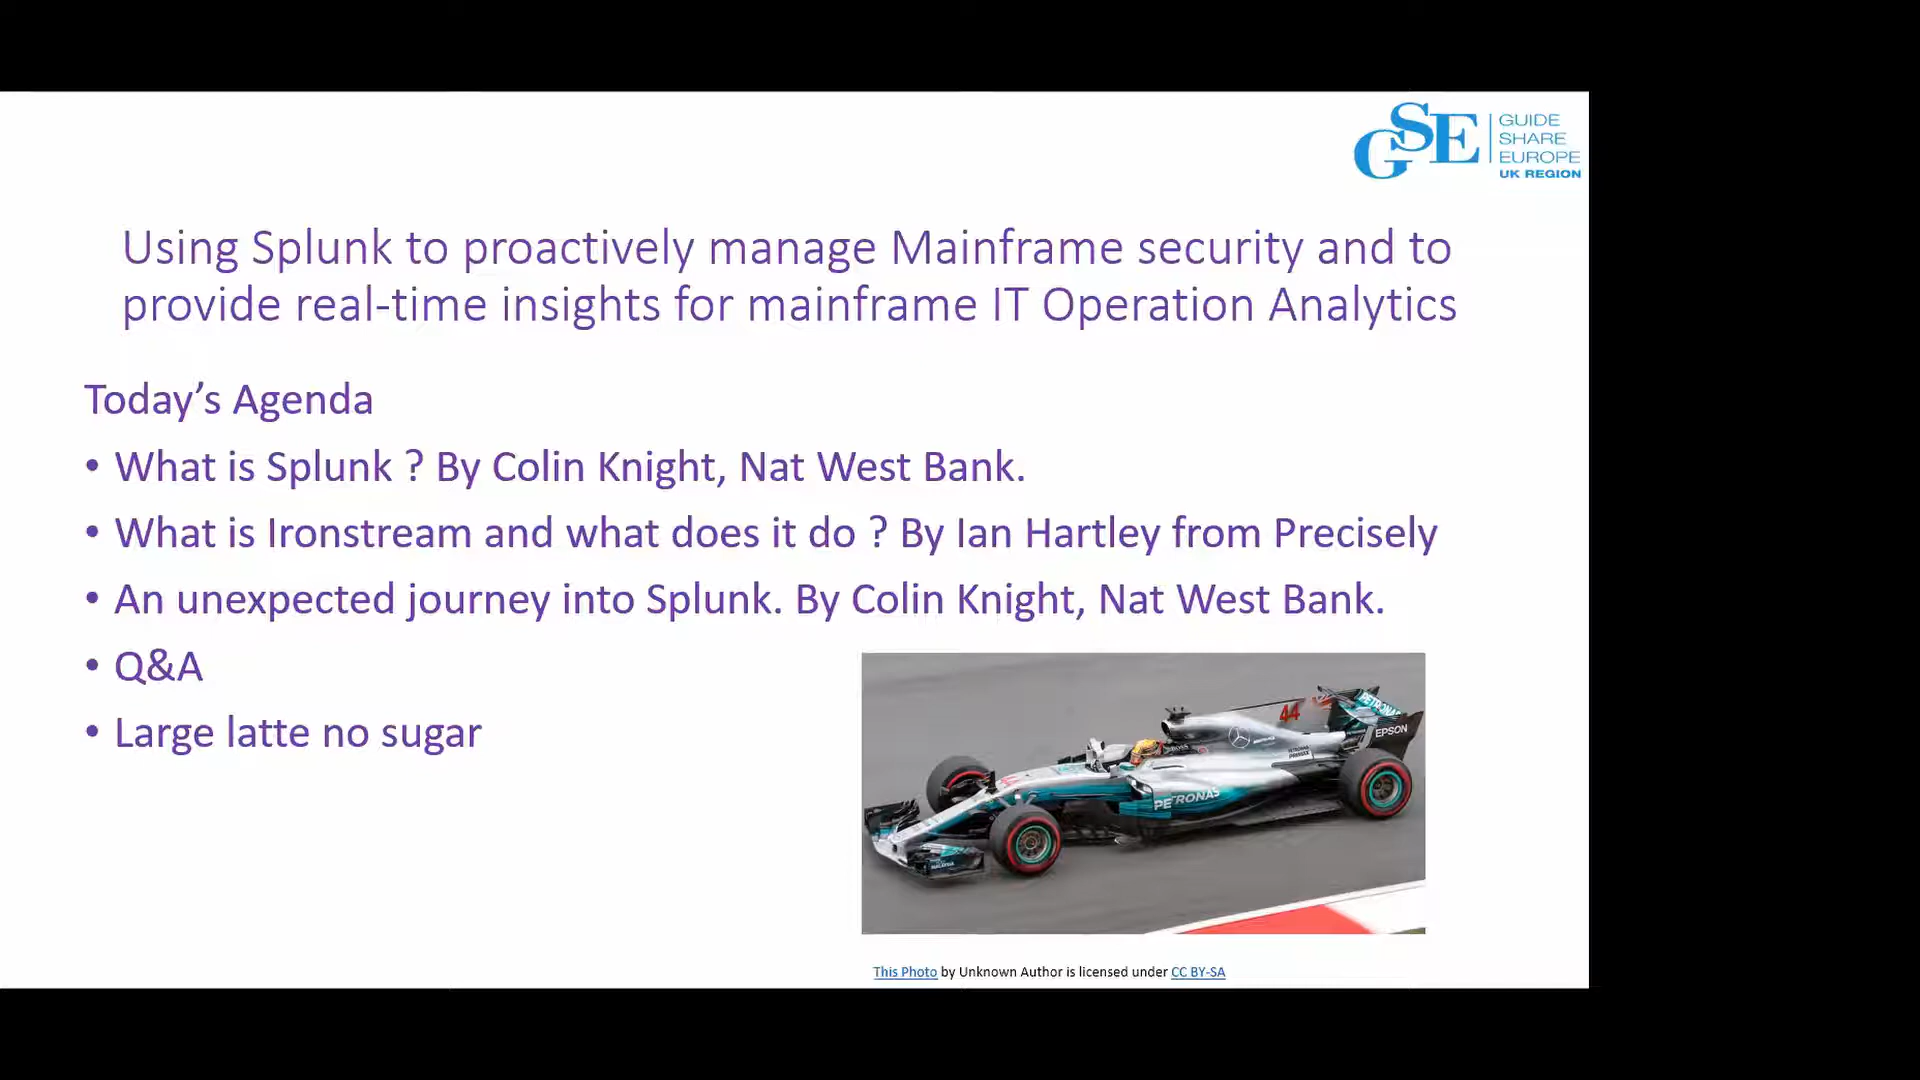 GSE
GUIDE
SHARE
EUROPE
UK REGION
Using Splunk to proactively manage Mainframe security and to
provide real-time insights for mainframe IT Operation Analytics
Today’s Agenda
• What is Splunk ? By Colin Knight, Nat West Bank.
• What is Ironstream and what does it do ? By Ian Hartley from Precisely
• An unexpected journey into Splunk. By Colin Knight, Nat West Bank.
• Q&A
• Large latte no sugar
44
PETRONAS
EPSON
PETRONAS
This Photo by Unknown Author is licensed under CC BY-SA